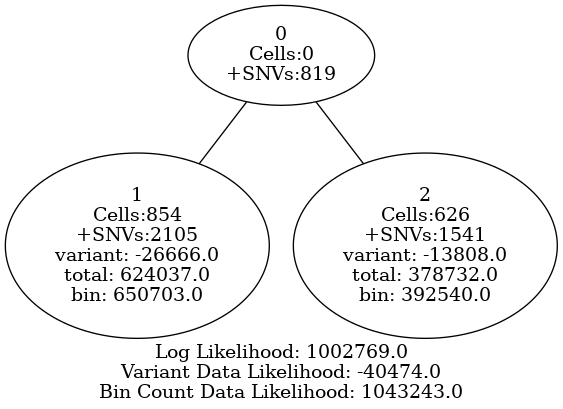 0
Cells:0
+SNVs:819
1
Cells:854
+SNVs:2105
variant: -26666.0
total: 624037.0
bin: 650703.0
2
Cells:626
+SNVs:1541
variant: -13808.0
total: 378732.0
bin: 392540.0
Log Likelihood: 1002769.0
Variant Data Likelihood: -40474.0
Bin Count Data Likelihood: 1043243.0